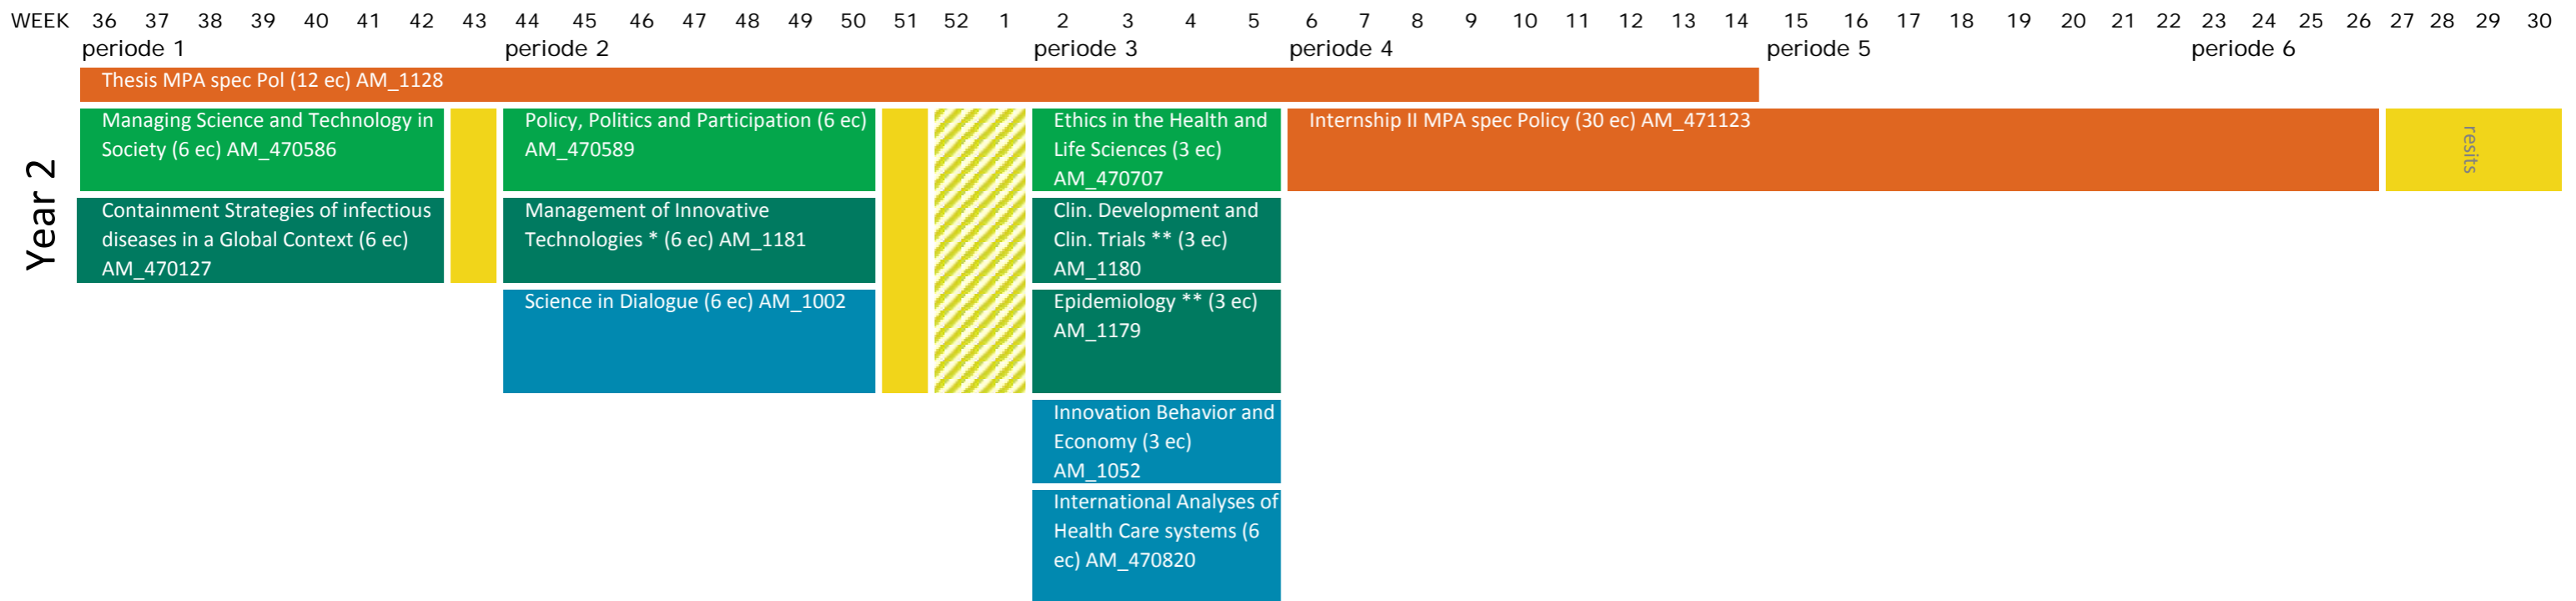 WEEK 36 37 38 39 40 41 42 43 44 45 46 47 48 49 50 51 52 1 2 3 4 5 6 7 8 9 10 11 12 13 14 15 16 17 18 19 20 21 22 23 24 25 26 27 28 29 30
periode 1 periode 2 periode 3 periode 4 periode 5 periode 6
Thesis MPA spec Pol (12 ec) AM_1128
Year 2
Managing Science and Technology in
Society (6 ec) AM_470586
Policy, Politics and Participation (6 ec)
AM_470589
Ethics in the Health and
Life Sciences (3 ec)
AM_470707
Internship II MPA spec Policy (30 ec) AM_471123
resits
Containment Strategies of infectious
diseases in a Global Context (6 ec)
AM_470127
Management of Innovative
Technologies * (6 ec) AM_1181
Clin. Development and
Clin. Trials ** (3 ec)
AM_1180
Science in Dialogue (6 ec) AM_1002
Epidemiology ** (3 ec)
AM_1179
Innovation Behavior and
Economy (3 ec)
AM_1052
International Analyses of
Health Care systems (6
ec) AM_470820